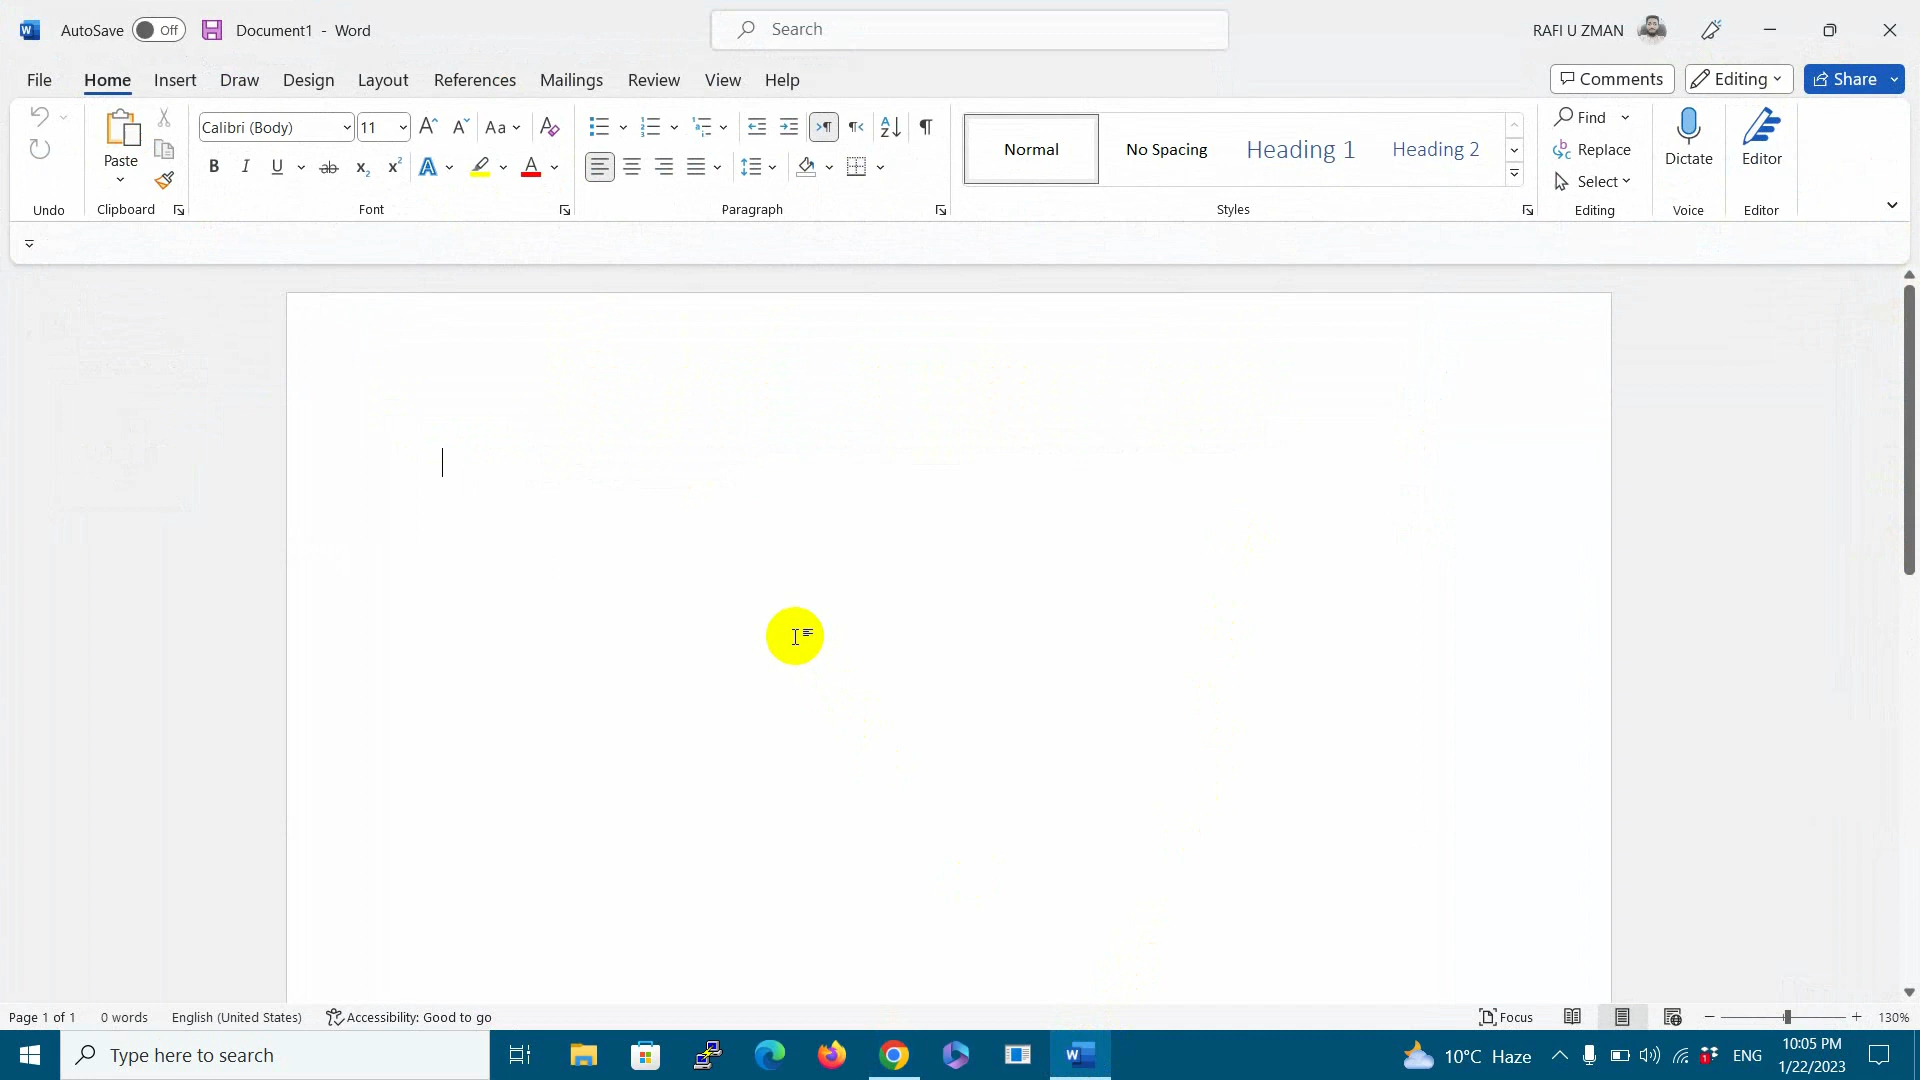 AutoSave Off Document1 - Word Search RAFI U ZMAN
File Home Insert Draw Design Layout References Mailings Review View Help Comments Editing Share
Calibri (Body) 11 Aa
Paste
B I U ab x₂ x² A A
Normal No Spacing Heading 1 Heading 2
Find
Replace
Select
Dictate Editor
Undo Clipboard Font Paragraph Styles Editing Voice Editor
Page 1 of 1 0 words English (United States) Accessibility: Good to go Focus 130%
Type here to search 10°C Haze ENG 10:05 PM
1/22/2023